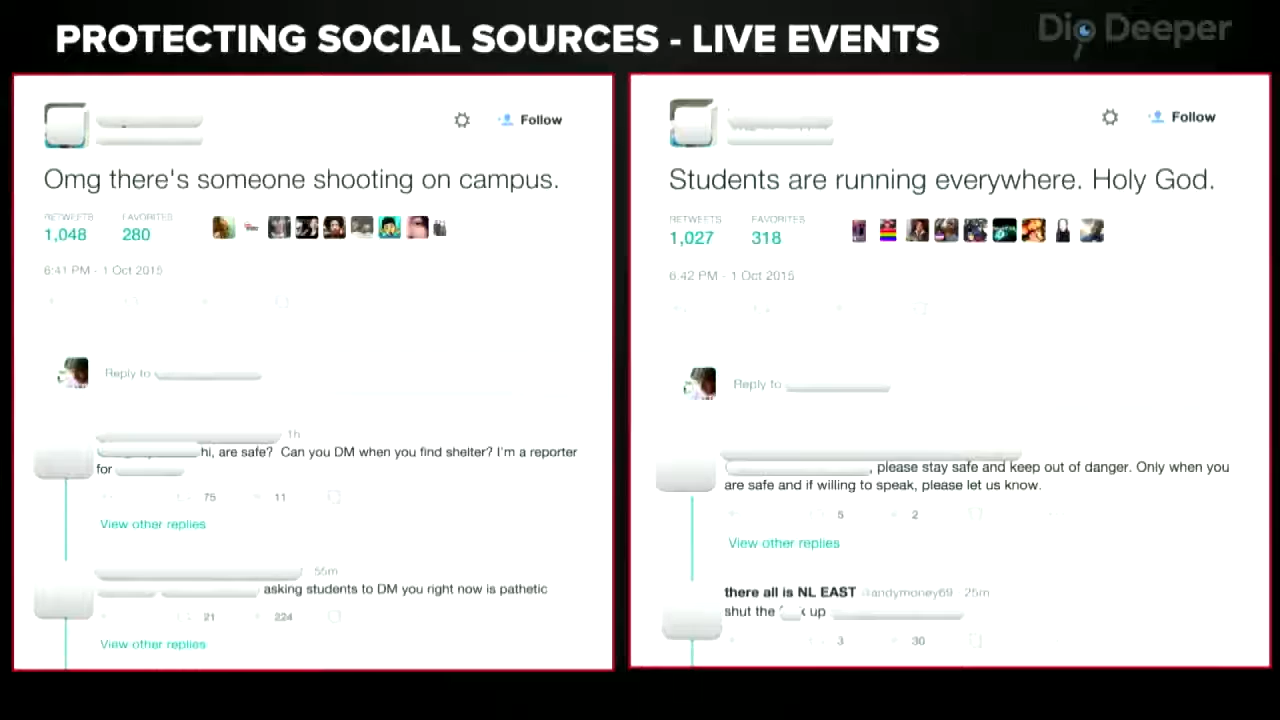 PROTECTING SOCIAL SOURCES - LIVE EVENTS
Dig Deeper
Follow
Omg there's someone shooting on campus.
RETWEETS FAVORITES
1,048 280
6:41 PM - 1 Oct 2015
Reply to
1h
hi, are safe? Can you DM when you find shelter? I'm a reporter
for
75 11
View other replies
55m
asking students to DM you right now is pathetic
21 224
View other replies
Follow
Students are running everywhere. Holy God.
RETWEETS FAVORITES
1,027 318
6:42 PM - 1 Oct 2015
Reply to
, please stay safe and keep out of danger. Only when you
are safe and if willing to speak, please let us know.
5 2
View other replies
there all is NL EAST @andymoney69 25m
shut the f k up
3 30